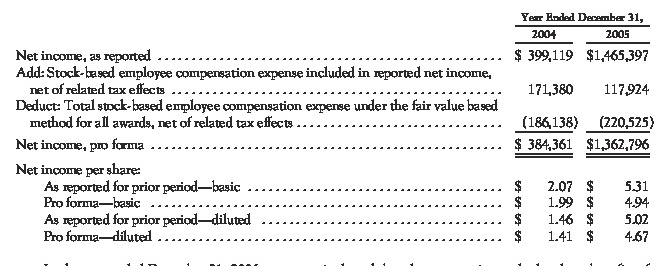 Year Ended December 31,
2004 2005
Net income, as reported $ 399,119 $1,465,397
Add: Stock-based employee compensation expense included in reported net income,
net of related tax effects 171,380 117,924
Deduct: Total stock-based employee compensation expense under the fair value based
method for all awards, net of related tax effects (186,138) (220,525)
Net income, pro forma $ 384,361 $1,362,796
Net income per share:
As reported for prior period—basic $ 2.07 $ 5.31
Pro forma—basic $ 1.99 $ 4.94
As reported for prior period—diluted $ 1.46 $ 5.02
Pro forma—diluted $ 1.41 $ 4.67